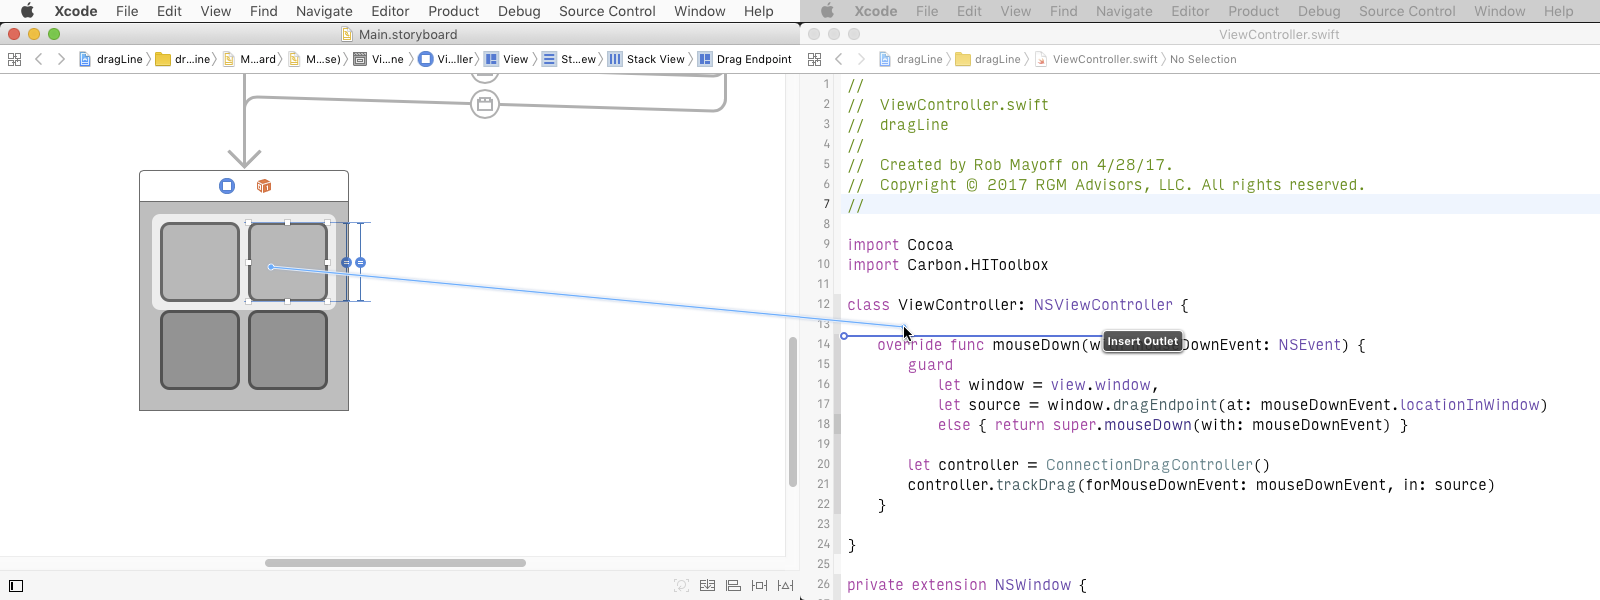 Xcode File Edit View Find Navigate Editor Product Debug Source Control Window Help
Main.storyboard
dragLine dr...ine M...ard M...se) Vi...ne Vi...ller View St...ew Stack View Drag Endpoint
Xcode File Edit View Find Navigate Editor Product Debug Source Control Window Help
ViewController.swift
dragLine dragLine ViewController.swift No Selection
1 //
2 // ViewController.swift
3 // dragLine
4 //
5 // Created by Rob Mayoff on 4/28/17.
6 // Copyright © 2017 RGM Advisors, LLC. All rights reserved.
7 //
8
9 import Cocoa
10 import Carbon.HIToolbox
11
12 class ViewController: NSViewController {
13
Insert Outlet
14 override func mouseDown(w DownEvent: NSEvent) {
15 guard
16 let window = view.window,
17 let source = window.dragEndpoint(at: mouseDownEvent.locationInWindow)
18 else { return super.mouseDown(with: mouseDownEvent) }
19
20 let controller = ConnectionDragController()
21 controller.trackDrag(forMouseDownEvent: mouseDownEvent, in: source)
22 }
23
24 }
25
26 private extension NSWindow {